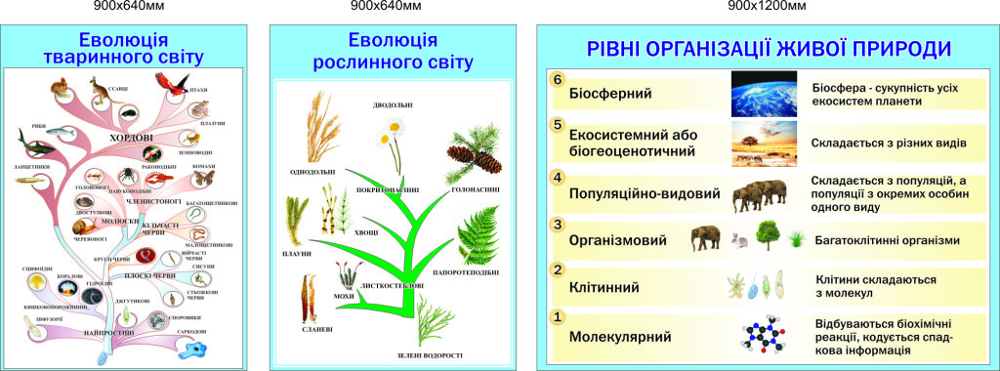 900х640мм
900х640мм
900х1200мм
Еволюція
тваринного світу
ССАВЦІ
ПТАХИ
ПЛАЗУНИ
РИБИ
ХОРДОВІ
ЗЕМНОВОДНІ
ЛАНЦЕТНИКИ
РАКОПОДІБНІ
КОМАХИ
ГОЛОВОНОГІ
ПАВУКОПОДІБНІ
ЧЛЕНИСТОНОГІ
БАГАТОЩЕТИНКОВІ
ДВОСТУЛКОВІ
МОЛЮСКИ
КІЛЬЧАСТІ
ЧЕРВИ
ЧЕРЕВОНОГІ
МАЛОЩЕТИНКОВІ
КРУГЛІ ЧЕРВИ
ВІЙЧАСТІ
ЧЕРВИ
СИСУНИ
СЦИФОЇДНІ
КОРАЛОВІ
ГІДРОЇДНІ
ПЛОСКІ ЧЕРВИ
СТЬОЖКОВІ
ЧЕРВИ
КИШКОВОПОРОЖНИННІ
ДЖГУТИКОВІ
ІНФУЗОРІЇ
СПОРОВИКИ
НАЙПРОСТІШІ
САРКОДОВІ
Еволюція
рослинного світу
ДВОДОЛЬНІ
ОДНОДОЛЬНІ
ПОКРИТОНАСІННІ
ГОЛОНАСІННІ
ХВОЩІ
ПЛАУНИ
ПАПОРОТЕПОДІБНІ
ЛИСТКОСТЕБЛОВІ
МОХИ
СЛАНЕВІ
ЗЕЛЕНІ ВОДОРОСТІ
РІВНІ ОРГАНІЗАЦІЇ ЖИВОЇ ПРИРОДИ
6
Біосферний
Біосфера - сукупність усіх
екосистем планети
5
Екосистемний або
біогеоценотичний
Складається з різних видів
4
Популяційно-видовий
Складається з популяцій, а
популяції з окремих особин
одного виду
3
Організмовий
Багатоклітинні організми
2
Клітинний
Клітини складаються
з молекул
1
Молекулярний
Відбуваються біохімічні
реакції, кодується спад-
кова інформація